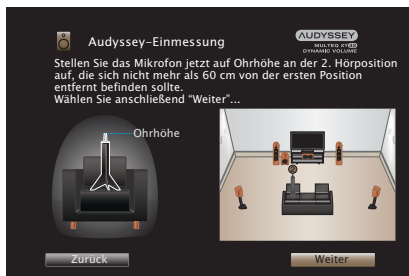 Audyssey-Einmessung
AUDYSSEY
MULTEQ XT32
DYNAMIC VOLUME
Stellen Sie das Mikrofon jetzt auf Ohrhöhe an der 2. Hörposition
auf, die sich nicht mehr als 60 cm von der ersten Position
entfernt befinden sollte.
Wählen Sie anschließend “Weiter”...
Ohrhöhe
Zurück
Weiter